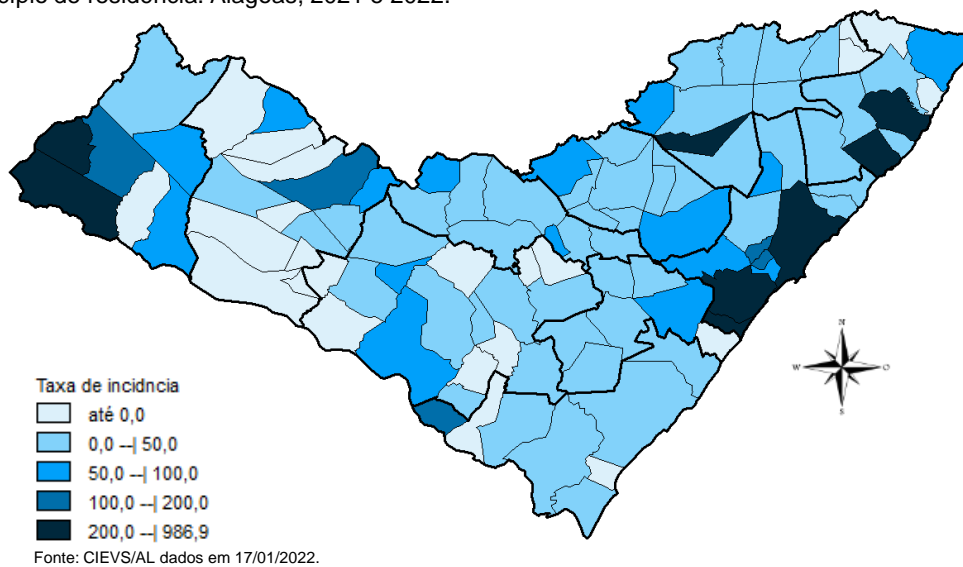 cípio de residência. Alagoas, 2021 e 2022.
N
W
O
S
Taxa de incidncia
até 0,0
0,0 --| 50,0
50,0 --| 100,0
100,0 --| 200,0
200,0 --| 986,9
Fonte: CIEVS/AL dados em 17/01/2022.